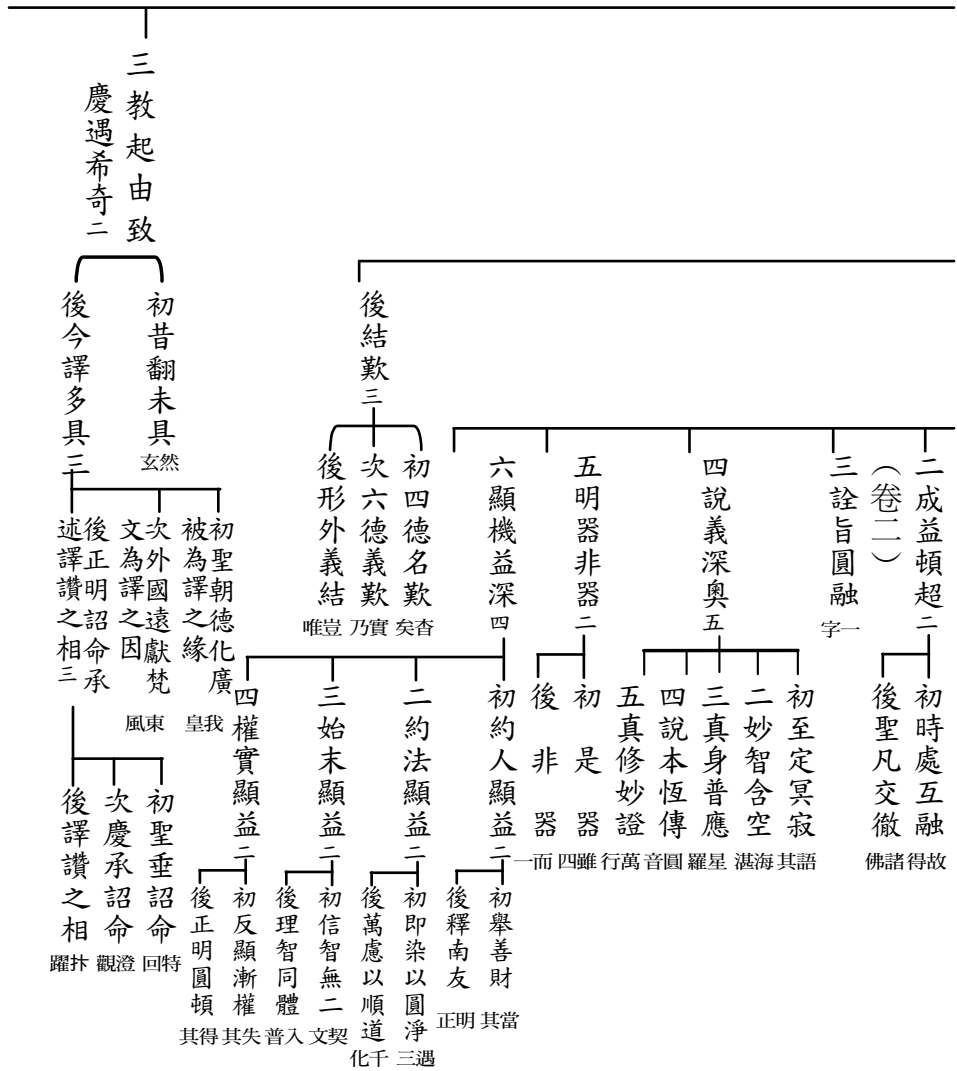 二成益頓超二
(卷二)
初時處互融
得故
後聖凡交徹
佛諸
三詮旨圓融
字一
四說義深奧五
初至定冥寂
其語
二妙智含空
湛海
三真身普應
羅星
四說本恆傳
音圓
五真修妙證
行萬
五明器非器二
初是器
四雖
後非器
一而
六顯機益深四
初約人顯益二
初舉善財
其當
後釋南友
正明
二約法顯益二
初即染以圓淨
三遇
後萬慮以順道
化千
三始末顯益二
初信智無二
文契
後理智同體
普入
四權實顯益二
初反顯漸權
其失
後正明圓頓
其得
後結歎三
初四德名歎
矣杳
次六德義歎
乃實
後形外義結
唯豈
三教起由致
慶遇希奇二
初昔翻未具
玄然
後今譯多具三
初聖朝德化廣
被為譯之緣
皇我
次外國遠獻梵
文為譯之因
風東
後正明詔命承
述譯讚之相三
初聖垂詔命
回特
次慶承詔命
觀澄
後譯讚之相
躍抃